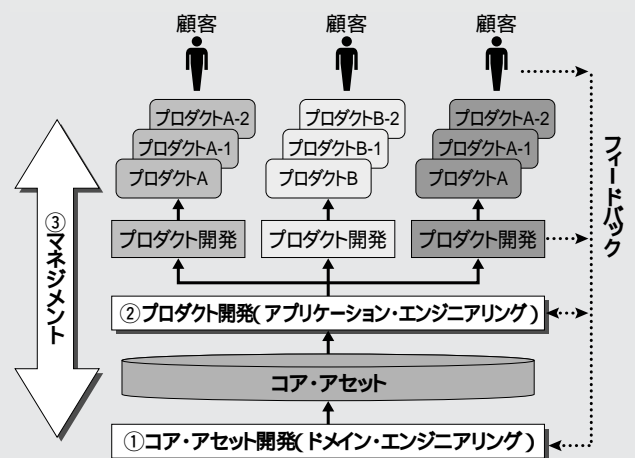 顧客
顧客
顧客
プロダクトA-2
プロダクトA-1
プロダクトA
プロダクトB-2
プロダクトB-1
プロダクトB
プロダクトA-2
プロダクトA-1
プロダクトA
プロダクト開発
プロダクト開発
プロダクト開発
フィードバック
③マネジメント
②プロダクト開発(アプリケーション・エンジニアリング)
コア・アセット
①コア・アセット開発(ドメイン・エンジニアリング)